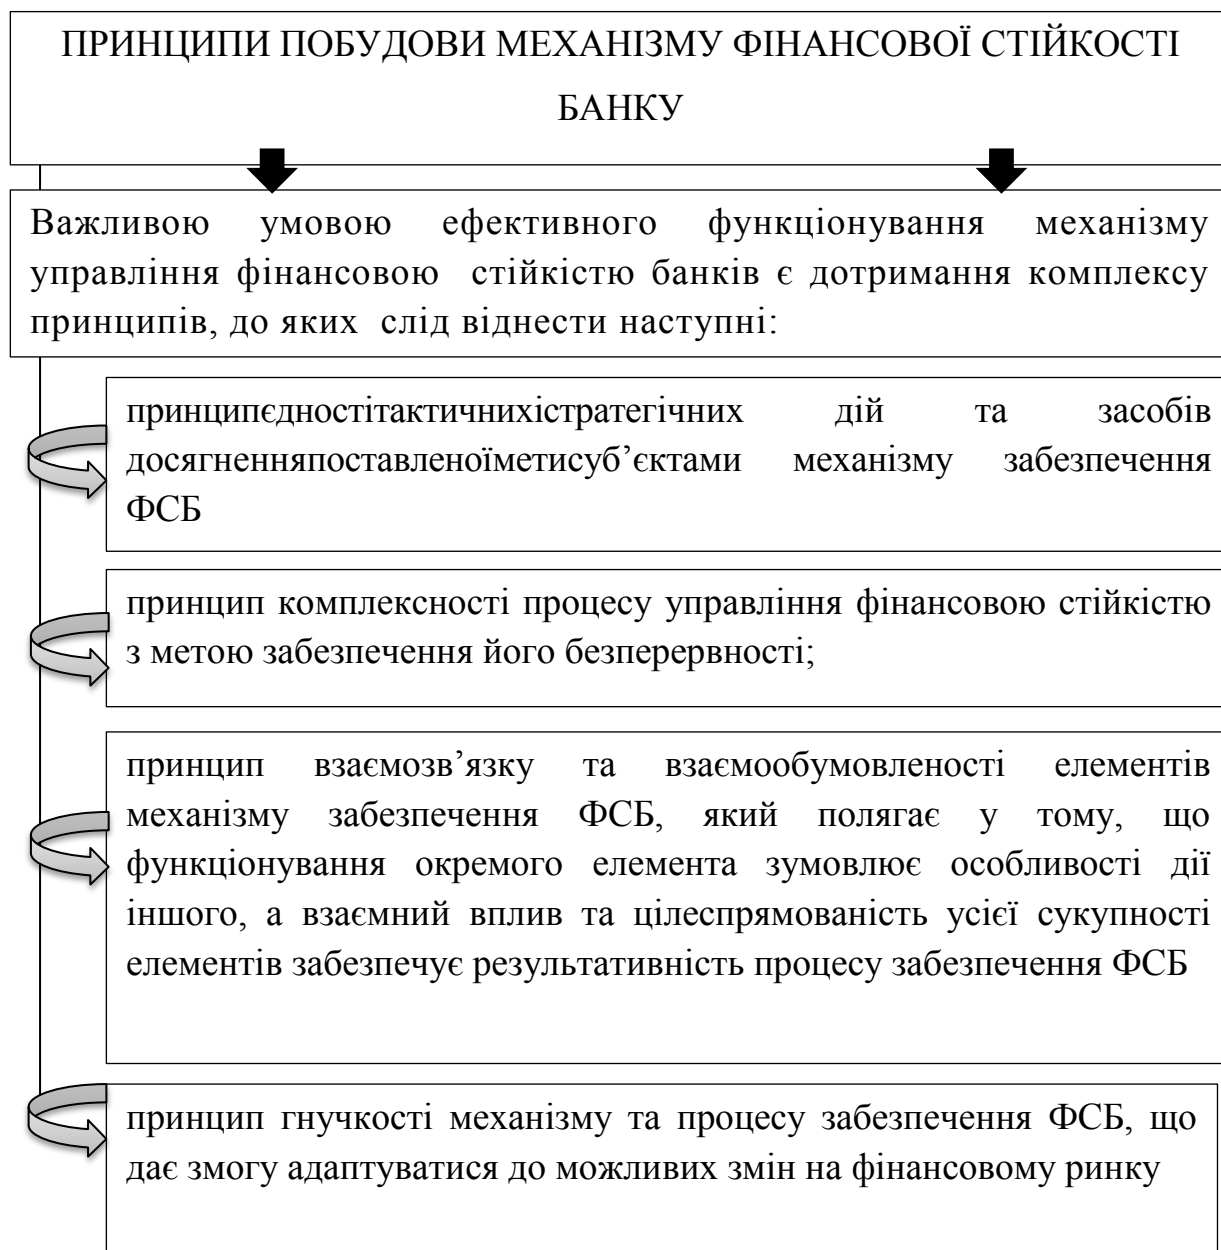 ПРИНЦИПИ ПОБУДОВИ МЕХАНІЗМУ ФІНАНСОВОЇ СТІЙКОСТІ
БАНКУ
Важливою умовою ефективного функціонування механізму
управління фінансовою стійкістю банків є дотримання комплексу
принципів, до яких слід віднести наступні:
принципєдностітактичнихістратегічних дій та засобів
досягненняпоставленоїметисуб’єктами механізму забезпечення
ФСБ
принцип комплексності процесу управління фінансовою стійкістю
з метою забезпечення його безперервності;
принцип взаємозв’язку та взаємообумовленості елементів
механізму забезпечення ФСБ, який полягає у тому, що
функціонування окремого елемента зумовлює особливості дії
іншого, а взаємний вплив та цілеспрямованість усієї сукупності
елементів забезпечує результативність процесу забезпечення ФСБ
принцип гнучкості механізму та процесу забезпечення ФСБ, що
дає змогу адаптуватися до можливих змін на фінансовому ринку